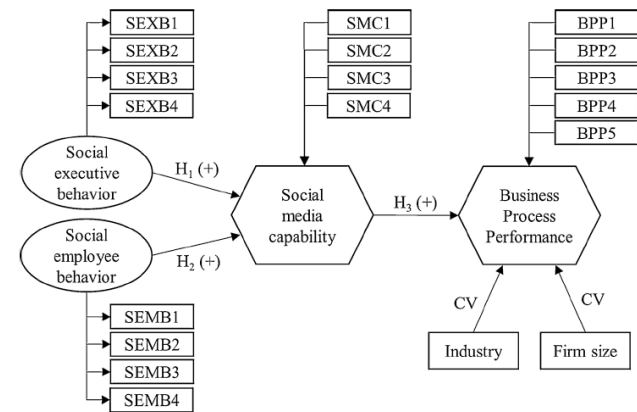 SEXB1
SEXB2
SEXB3
SEXB4
SMC1
SMC2
SMC3
SMC4
BPP1
BPP2
BPP3
BPP4
BPP5
Social
executive
behavior
H₁ (+)
Social
employee
behavior
H₂ (+)
Social
media
capability
H₃ (+)
Business
Process
Performance
SEMB1
SEMB2
SEMB3
SEMB4
CV
CV
Industry
Firm size